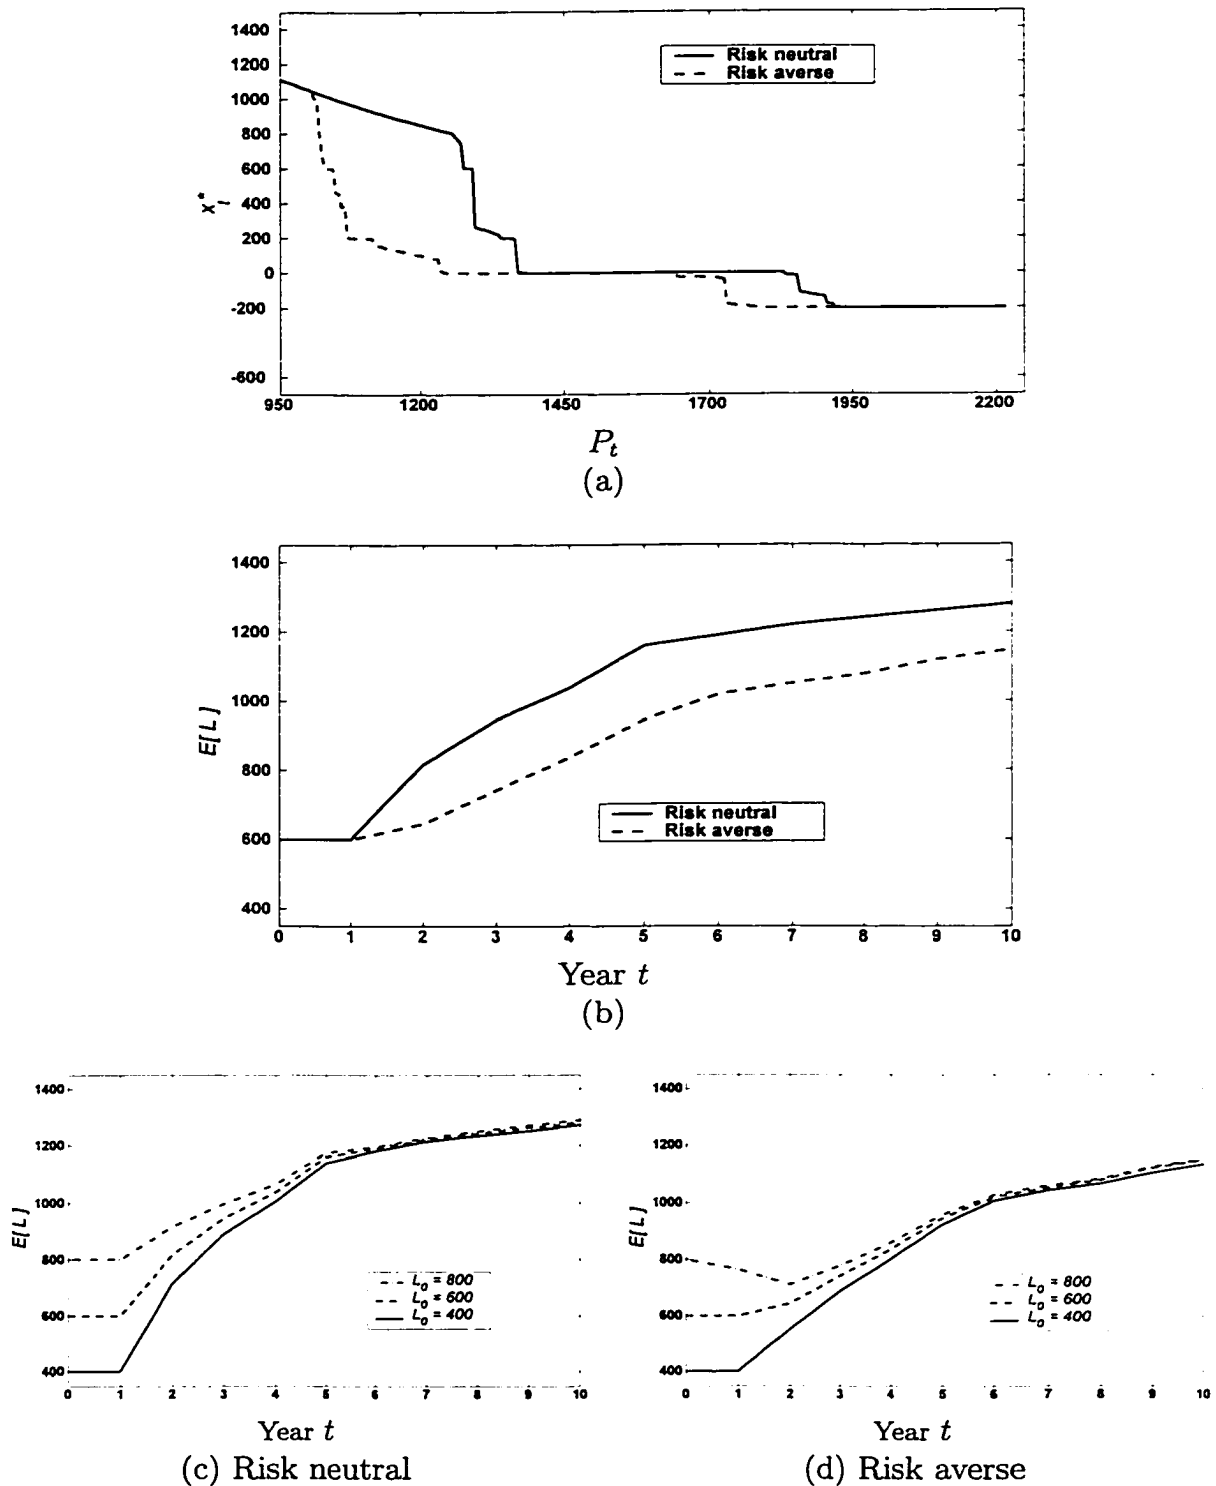 Risk neutral
Risk averse
1400
1200
1000
800
600
400
200
0
-200
-600
950 1200 1450 1700 1950 2200
P_t
(a)
E[L]
1400
1200
1000
800
600
400
Risk neutral
Risk averse
0 1 2 3 4 5 6 7 8 9 10
Year t
(b)
E[L]
1400
1200
1000
800
600
400
L_0 = 800
L_0 = 600
L_0 = 400
0 1 2 3 4 5 6 7 8 9 10
Year t
(c) Risk neutral
E[L]
1400
1200
1000
800
600
400
L_0 = 800
L_0 = 600
L_0 = 400
0 1 2 3 4 5 6 7 8 9 10
Year t
(d) Risk averse